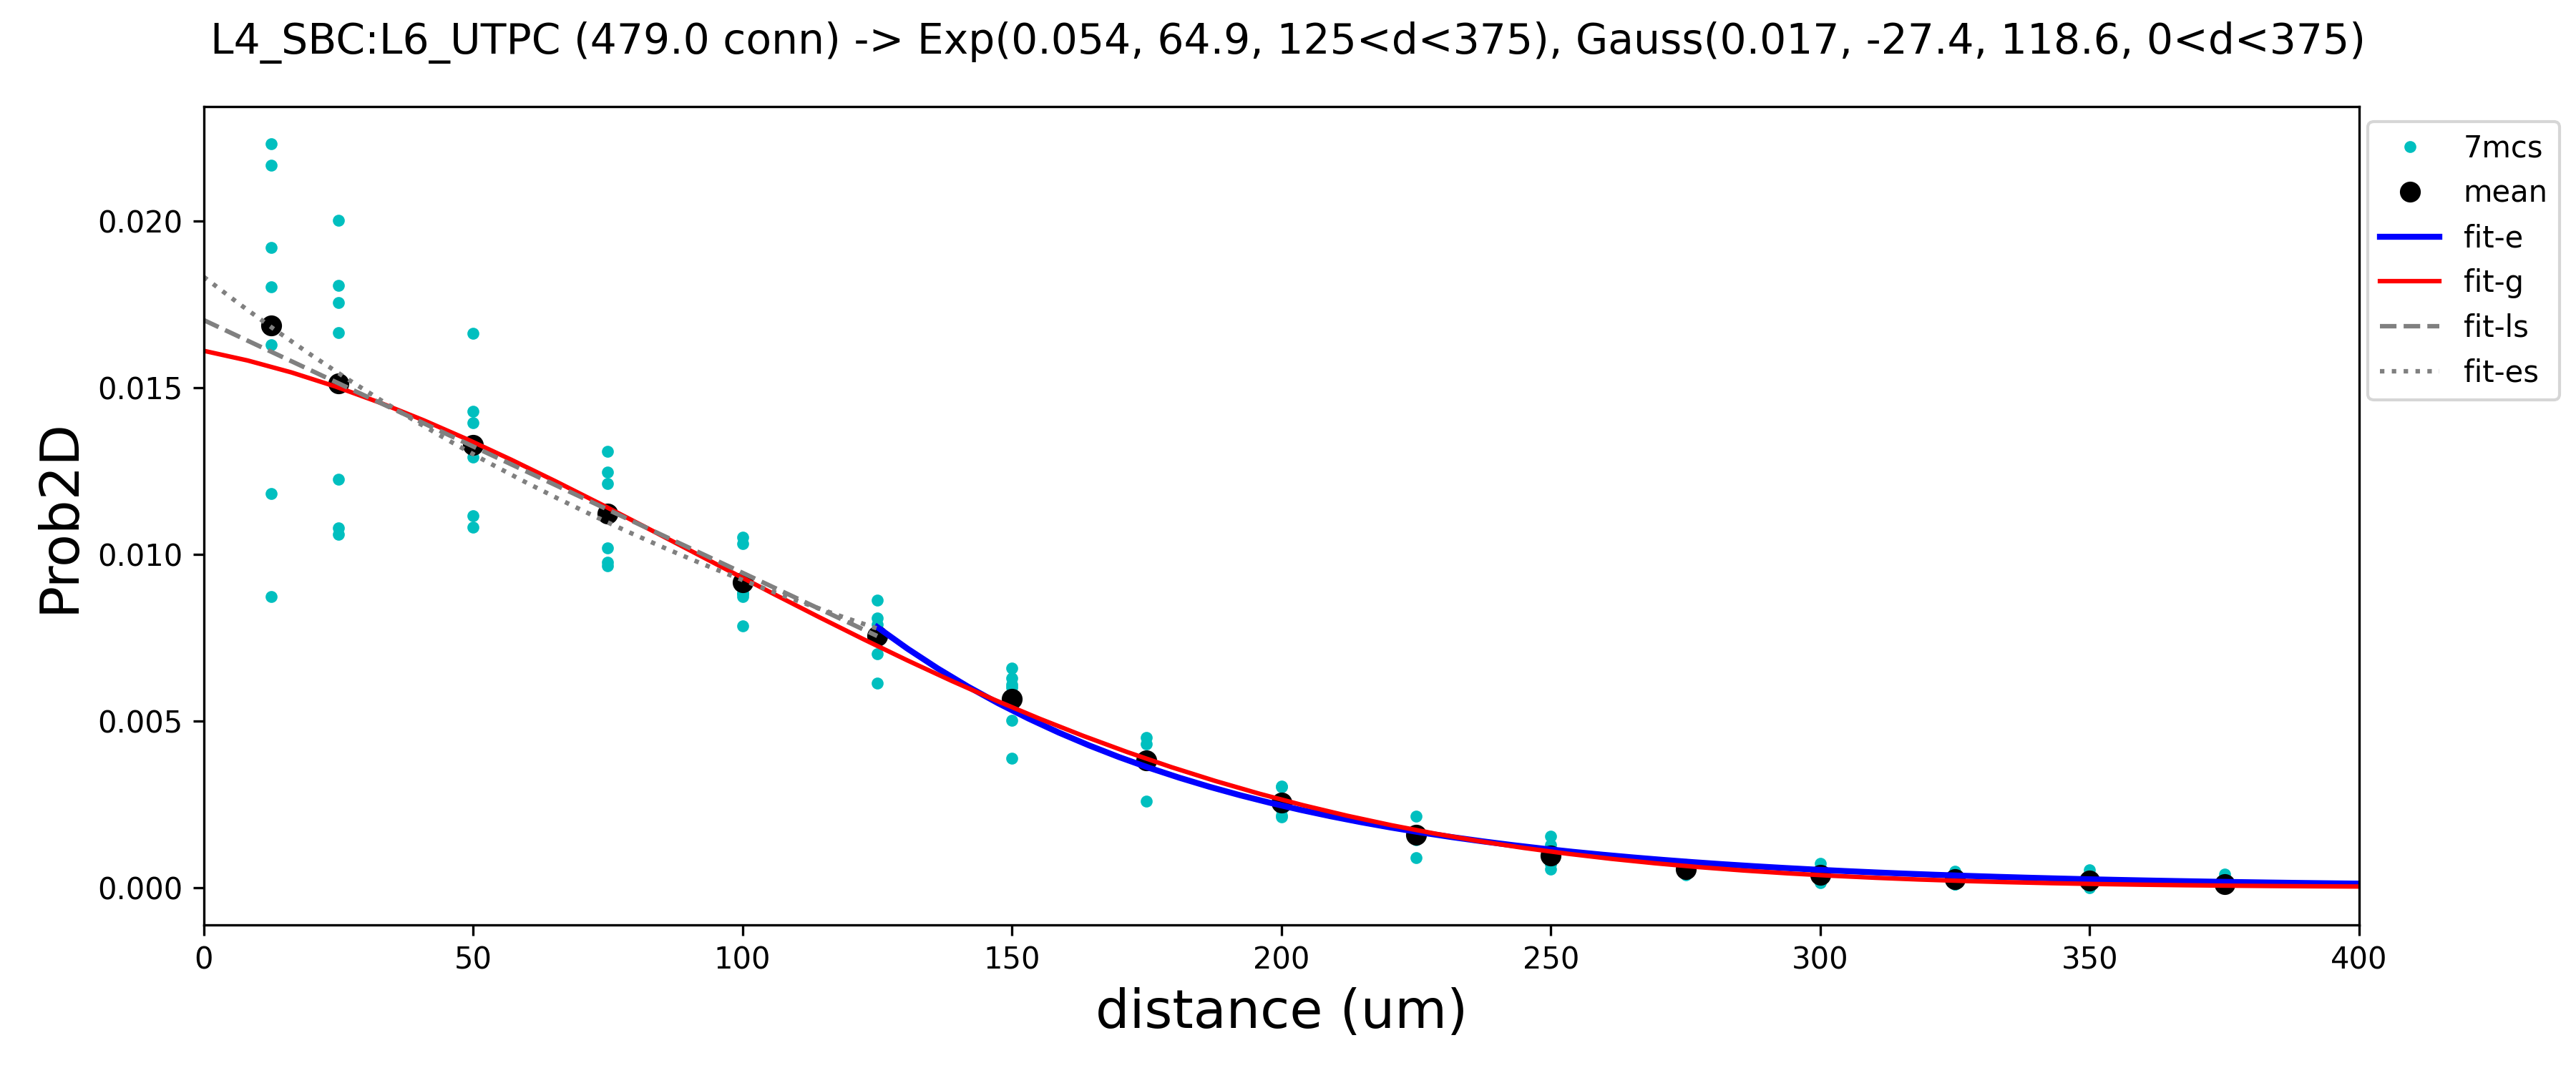 L4_SBC:L6_UTPC (479.0 conn) -> Exp(0.054, 64.9, 125<d<375), Gauss(0.017, -27.4, 118.6, 0<d<375)
7mcs
mean
fit-e
fit-g
fit-ls
fit-es
Prob2D
0.020
0.015
0.010
0.005
0.000
0 50 100 150 200 250 300 350 400
distance (um)